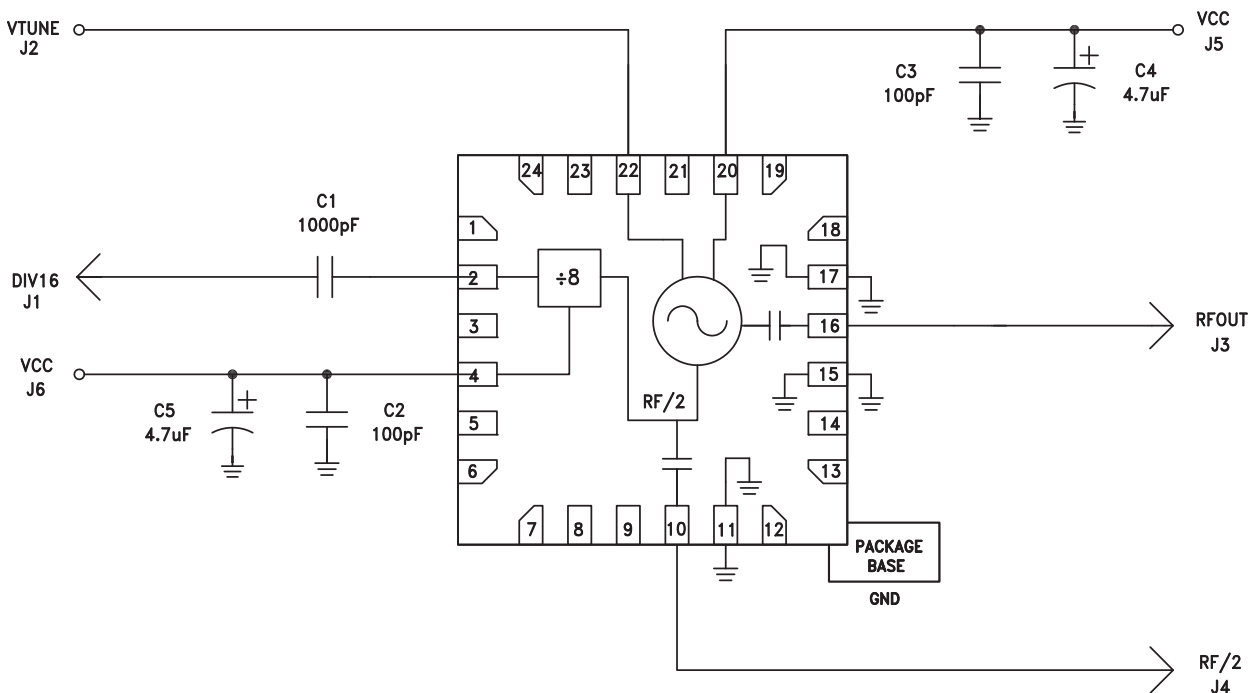 VTUNE
J2
VCC
J5
C3
100pF
+
C4
4.7uF
24
23
22
21
20
19
C1
1000pF
1
18
DIV16
J1
2
÷8
17
3
16
RFOUT
J3
VCC
J6
4
15
C5
4.7uF
+
C2
100pF
RF/2
5
14
6
13
7
8
9
10
11
12
PACKAGE
BASE
GND
RF/2
J4